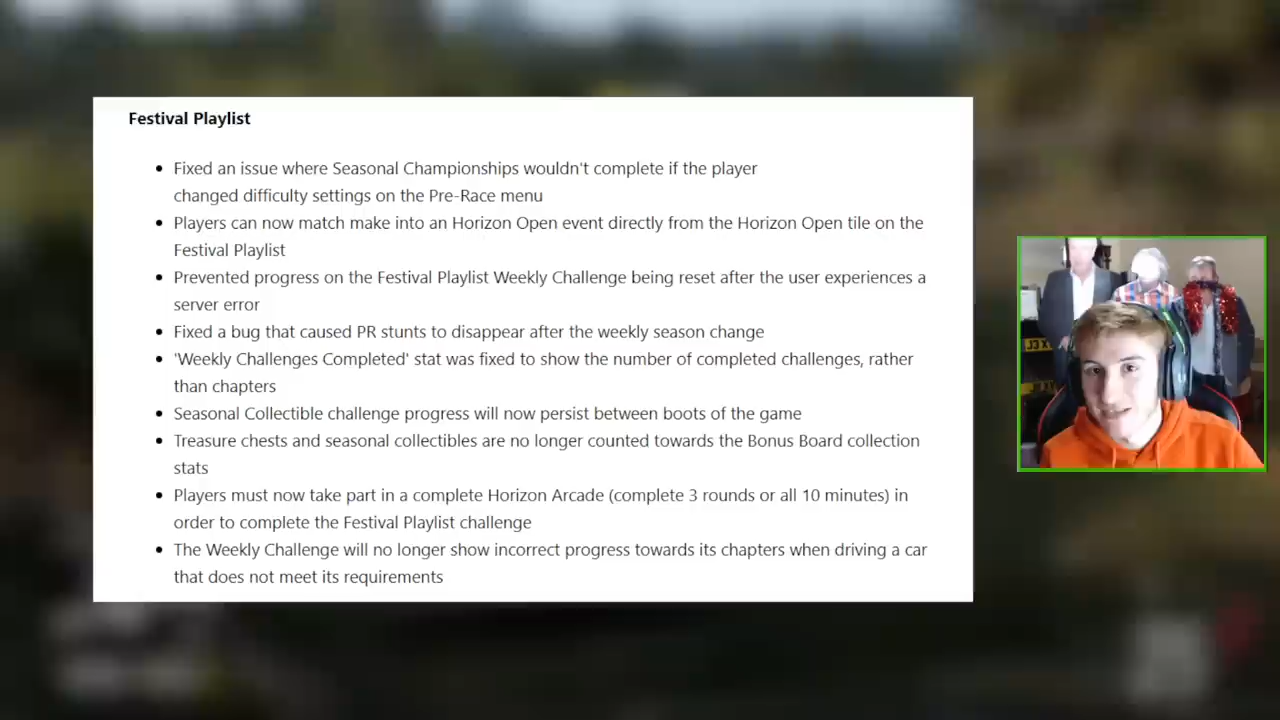 Festival Playlist
Fixed an issue where Seasonal Championships wouldn't complete if the player
changed difficulty settings on the Pre-Race menu
Players can now match make into an Horizon Open event directly from the Horizon Open tile on the
Festival Playlist
Prevented progress on the Festival Playlist Weekly Challenge being reset after the user experiences a
server error
Fixed a bug that caused PR stunts to disappear after the weekly season change
'Weekly Challenges Completed' stat was fixed to show the number of completed challenges, rather
than chapters
Seasonal Collectible challenge progress will now persist between boots of the game
Treasure chests and seasonal collectibles are no longer counted towards the Bonus Board collection
stats
Players must now take part in a complete Horizon Arcade (complete 3 rounds or all 10 minutes) in
order to complete the Festival Playlist challenge
The Weekly Challenge will no longer show incorrect progress towards its chapters when driving a car
that does not meet its requirements